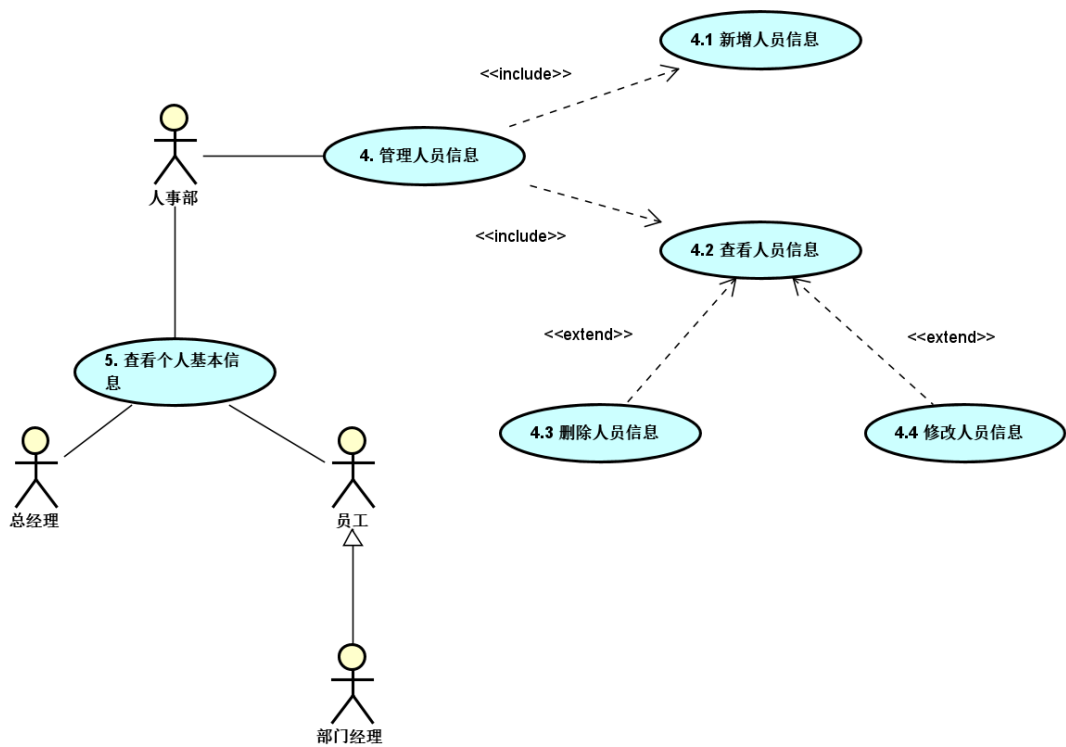 4.1 新增人员信息
<<include>>
4. 管理人员信息
人事部
<<include>>
4.2 查看人员信息
<<extend>>
<<extend>>
5. 查看个人基本信
息
4.3 删除人员信息
4.4 修改人员信息
总经理
员工
部门经理